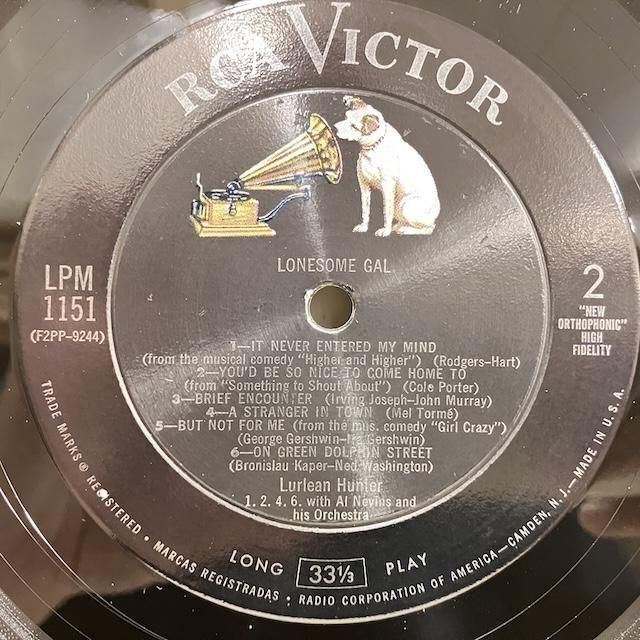 RCA VICTOR
LONESOME GAL
LPM
1151
(F2PP-9244)
2
"NEW
ORTHOPHONIC"
HIGH
FIDELITY
1—IT NEVER ENTERED MY MIND
(from the musical comedy "Higher and Higher") (Rodgers-Hart)
2—YOU'D BE SO NICE TO COME HOME TO
(from "Something to Shout About") (Cole Porter)
3—BRIEF ENCOUNTER (Irving Joseph-John Murray)
4—A STRANGER IN TOWN (Mel Tormé)
5—BUT NOT FOR ME (from the mus. comedy "Girl Crazy")
(George Gershwin-Ira Gershwin)
6—ON GREEN DOLPHIN STREET
(Bronislau Kaper-Ned Washington)
Lurlean Hunter
1, 2, 4, 6, with Al Nevins and
his Orchestra
LONG 33⅓ PLAY
TRADE MARKS ® REGISTERED • MARCAS REGISTRADAS • RADIO CORPORATION OF AMERICA—CAMDEN, N.J.—MADE IN U.S.A.